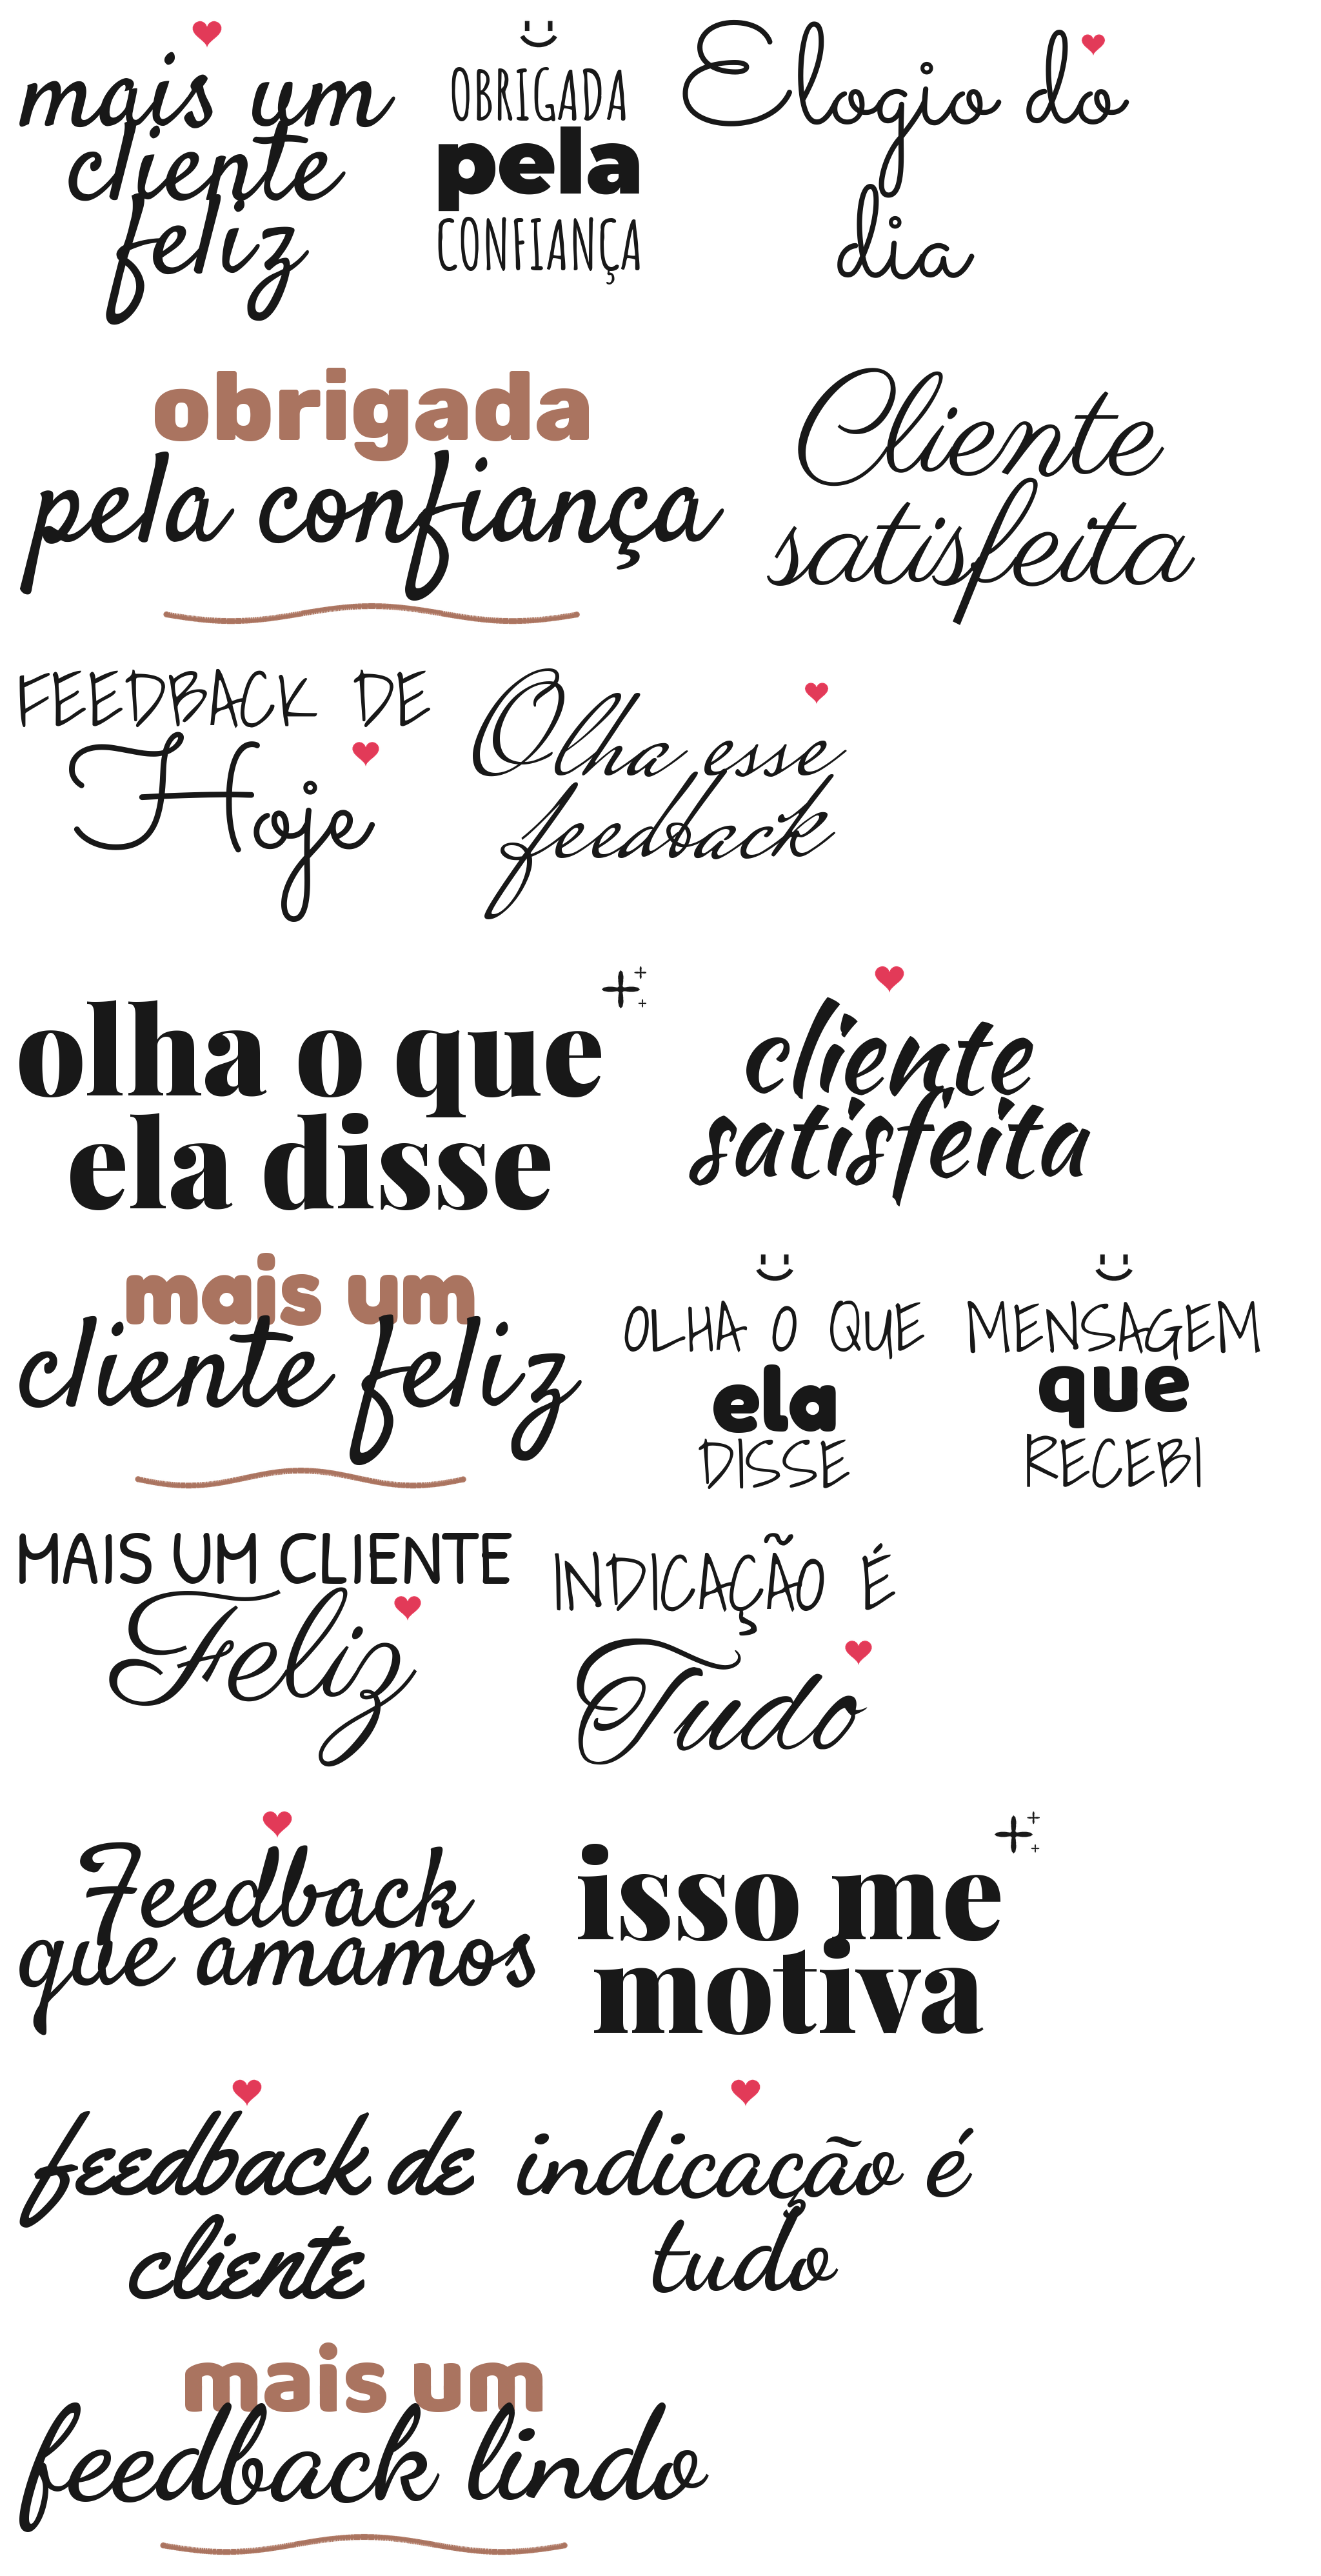 mais um
cliente
feliz
OBRIGADA
pela
CONFIANÇA
Elogio do
dia
obrigada
pela confiança
Cliente
satisfeita
FEEDBACK DE
Hoje
Olha esse
feedback
olha o que
ela disse
cliente
satisfeita
mais um
cliente feliz
OLHA O QUE
ela
DISSE
MENSAGEM
que
RECEBI
MAIS UM CLIENTE
Feliz
INDICAÇÃO É
Tudo
Feedback
que amamos
isso me
motiva
feedback de
cliente
indicação é
tudo
mais um
feedback lindo